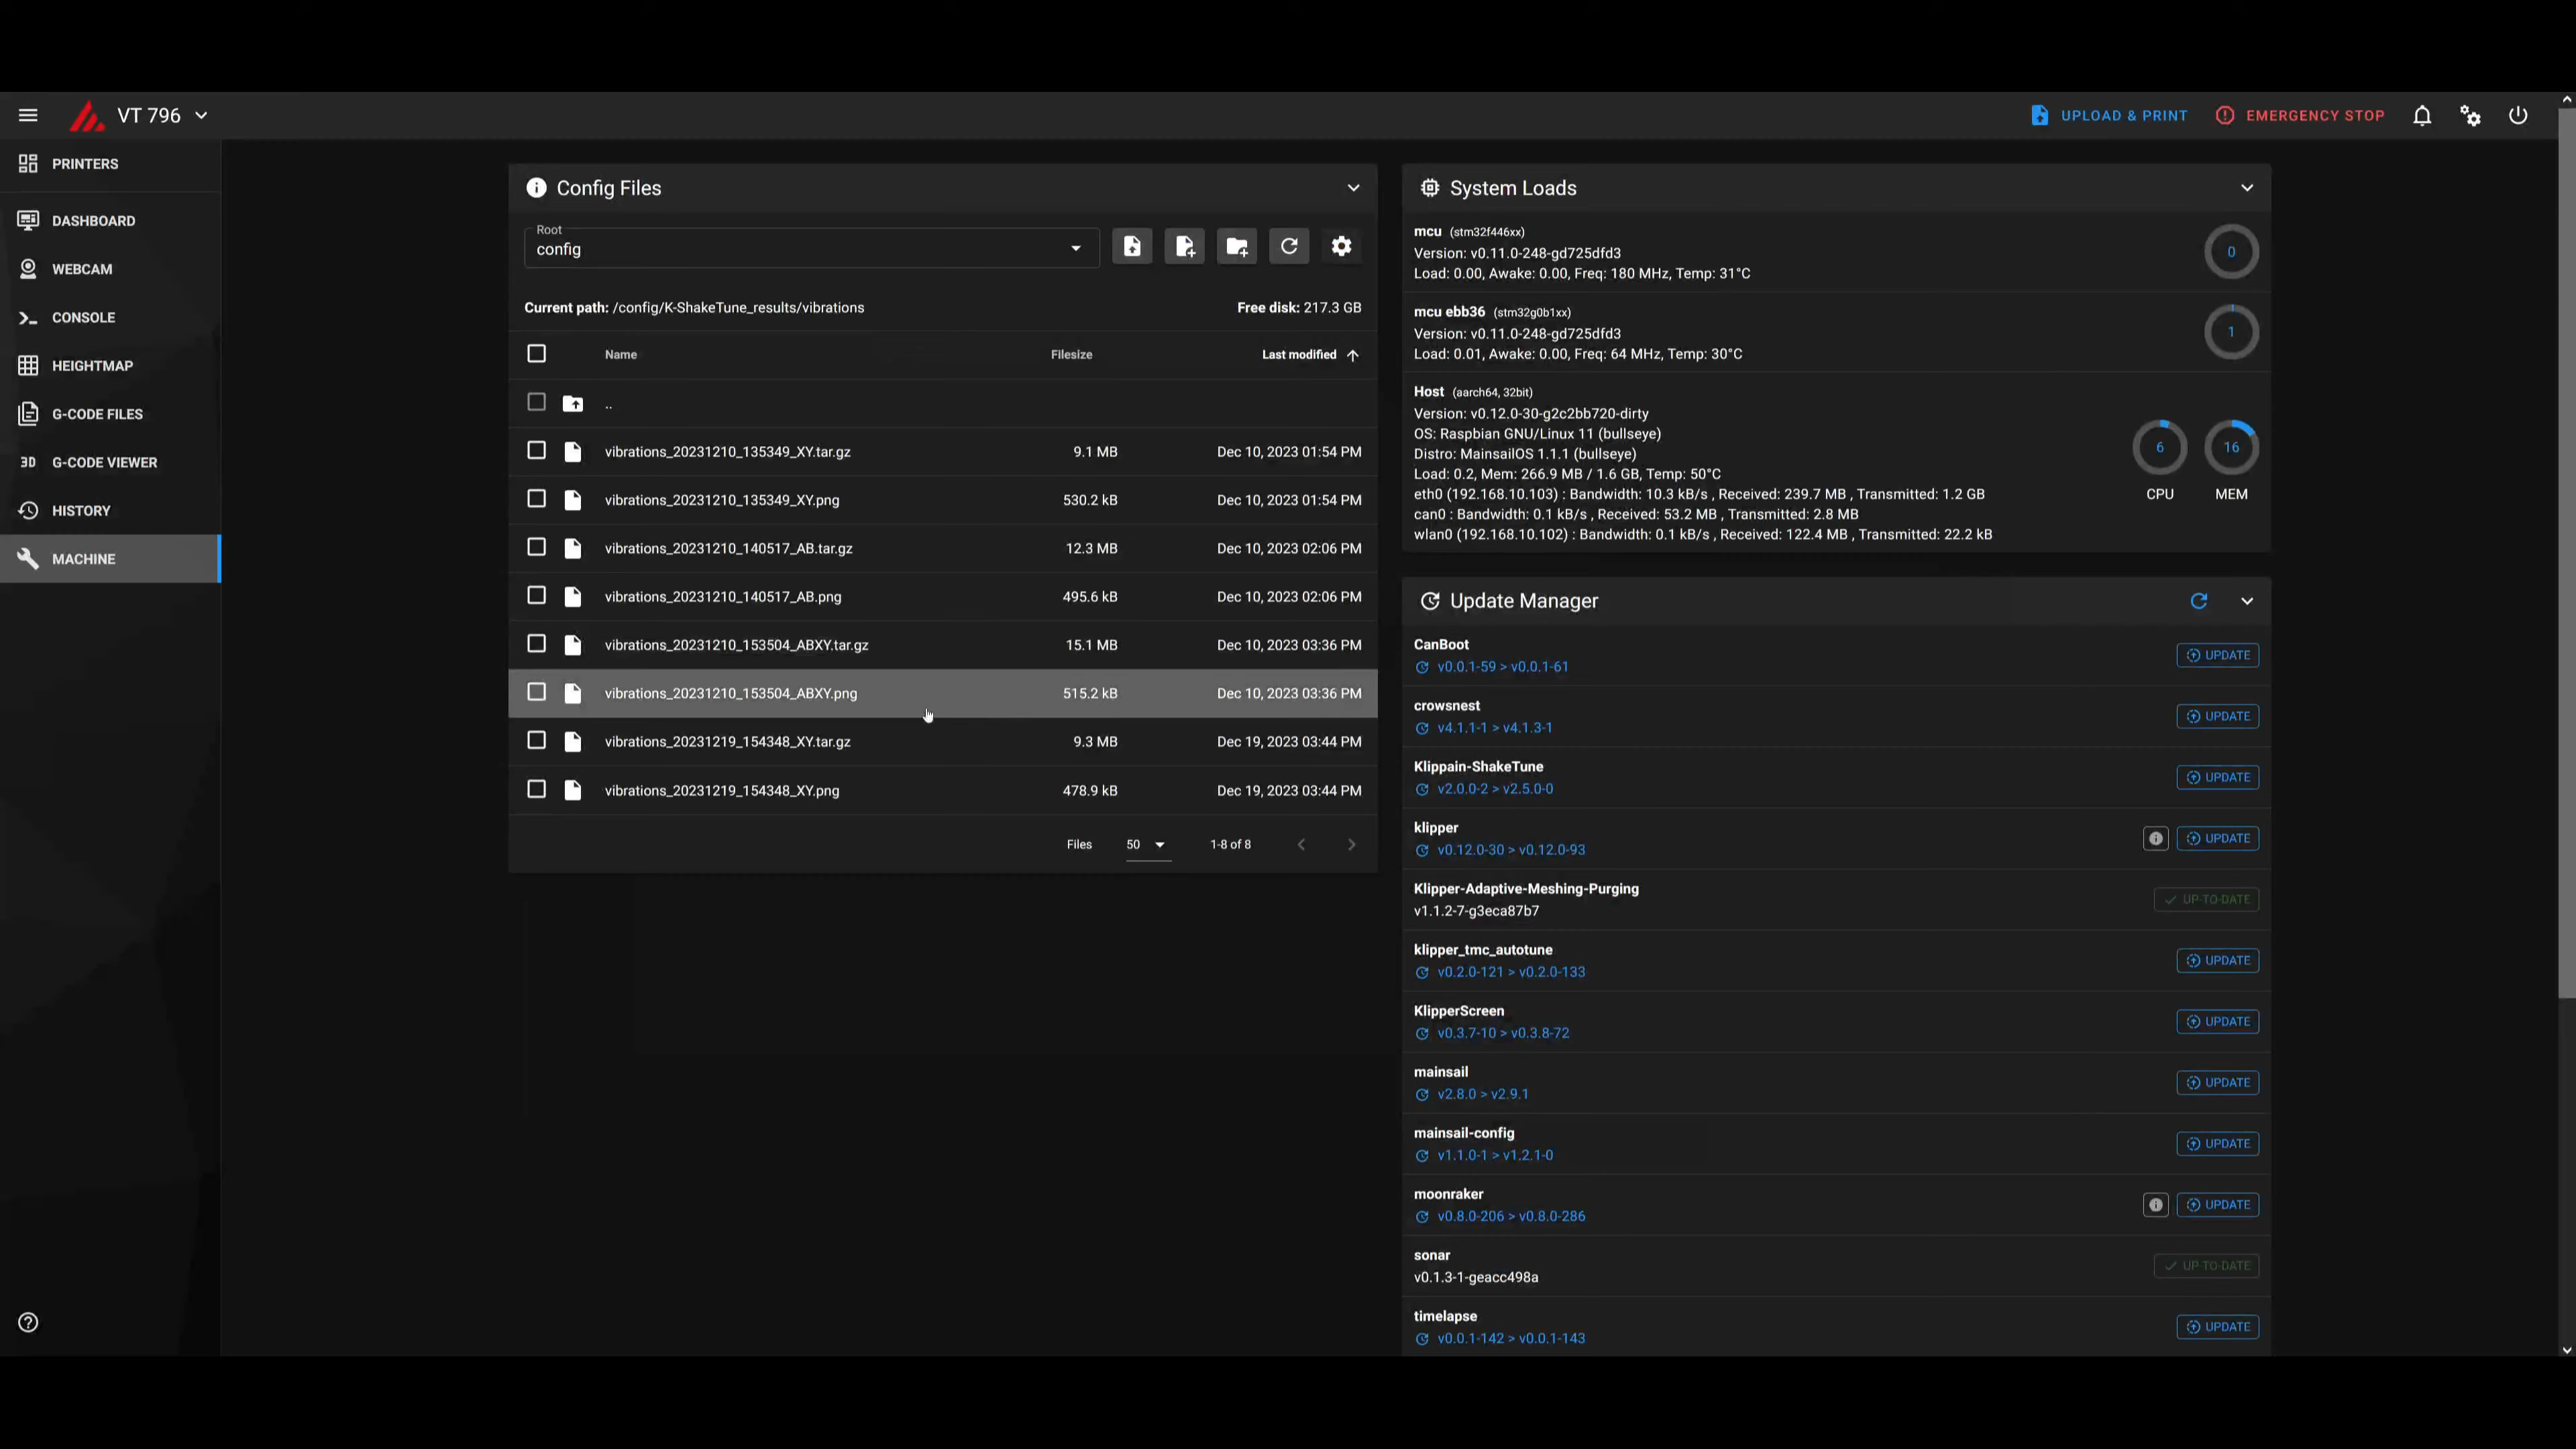 VT 796
UPLOAD & PRINT
EMERGENCY STOP
PRINTERS
DASHBOARD
WEBCAM
CONSOLE
HEIGHTMAP
G-CODE FILES
3D G-CODE VIEWER
HISTORY
MACHINE
Config Files
Root
config
Current path: /config/K-ShakeTune_results/vibrations
Free disk: 217.3 GB
Name Filesize Last modified
..
vibrations_20231210_135349_XY.tar.gz 9.1 MB Dec 10, 2023 01:54 PM
vibrations_20231210_135349_XY.png 530.2 kB Dec 10, 2023 01:54 PM
vibrations_20231210_140517_AB.tar.gz 12.3 MB Dec 10, 2023 02:06 PM
vibrations_20231210_140517_AB.png 495.6 kB Dec 10, 2023 02:06 PM
vibrations_20231210_153504_ABXY.tar.gz 15.1 MB Dec 10, 2023 03:36 PM
vibrations_20231210_153504_ABXY.png 515.2 kB Dec 10, 2023 03:36 PM
vibrations_20231219_154348_XY.tar.gz 9.3 MB Dec 19, 2023 03:44 PM
vibrations_20231219_154348_XY.png 478.9 kB Dec 19, 2023 03:44 PM
Files 50 1-8 of 8
System Loads
mcu (stm32f446xx)
Version: v0.11.0-248-gd725dfd3
Load: 0.00, Awake: 0.00, Freq: 180 MHz, Temp: 31°C
0
mcu ebb36 (stm32g0b1xx)
Version: v0.11.0-248-gd725dfd3
Load: 0.01, Awake: 0.00, Freq: 64 MHz, Temp: 30°C
1
Host (aarch64, 32bit)
Version: v0.12.0-30-g2c2bb720-dirty
OS: Raspbian GNU/Linux 11 (bullseye)
Distro: MainsailOS 1.1.1 (bullseye)
Load: 0.2, Mem: 266.9 MB / 1.6 GB, Temp: 50°C
eth0 (192.168.10.103) : Bandwidth: 10.3 kB/s , Received: 239.7 MB , Transmitted: 1.2 GB
can0 : Bandwidth: 0.1 kB/s , Received: 53.2 MB , Transmitted: 2.8 MB
wlan0 (192.168.10.102) : Bandwidth: 0.1 kB/s , Received: 122.4 MB , Transmitted: 22.2 kB
6 16
CPU MEM
Update Manager
CanBoot
v0.0.1-59 > v0.0.1-61
UPDATE
crowsnest
v4.1.1-1 > v4.1.3-1
UPDATE
Klippain-ShakeTune
v2.0.0-2 > v2.5.0-0
UPDATE
klipper
v0.12.0-30 > v0.12.0-93
UPDATE
Klipper-Adaptive-Meshing-Purging
v1.1.2-7-g3eca87b7
UP-TO-DATE
klipper_tmc_autotune
v0.2.0-121 > v0.2.0-133
UPDATE
KlipperScreen
v0.3.7-10 > v0.3.8-72
UPDATE
mainsail
v2.8.0 > v2.9.1
UPDATE
mainsail-config
v1.1.0-1 > v1.2.1-0
UPDATE
moonraker
v0.8.0-206 > v0.8.0-286
UPDATE
sonar
v0.1.3-1-geacc498a
UP-TO-DATE
timelapse
v0.0.1-142 > v0.0.1-143
UPDATE